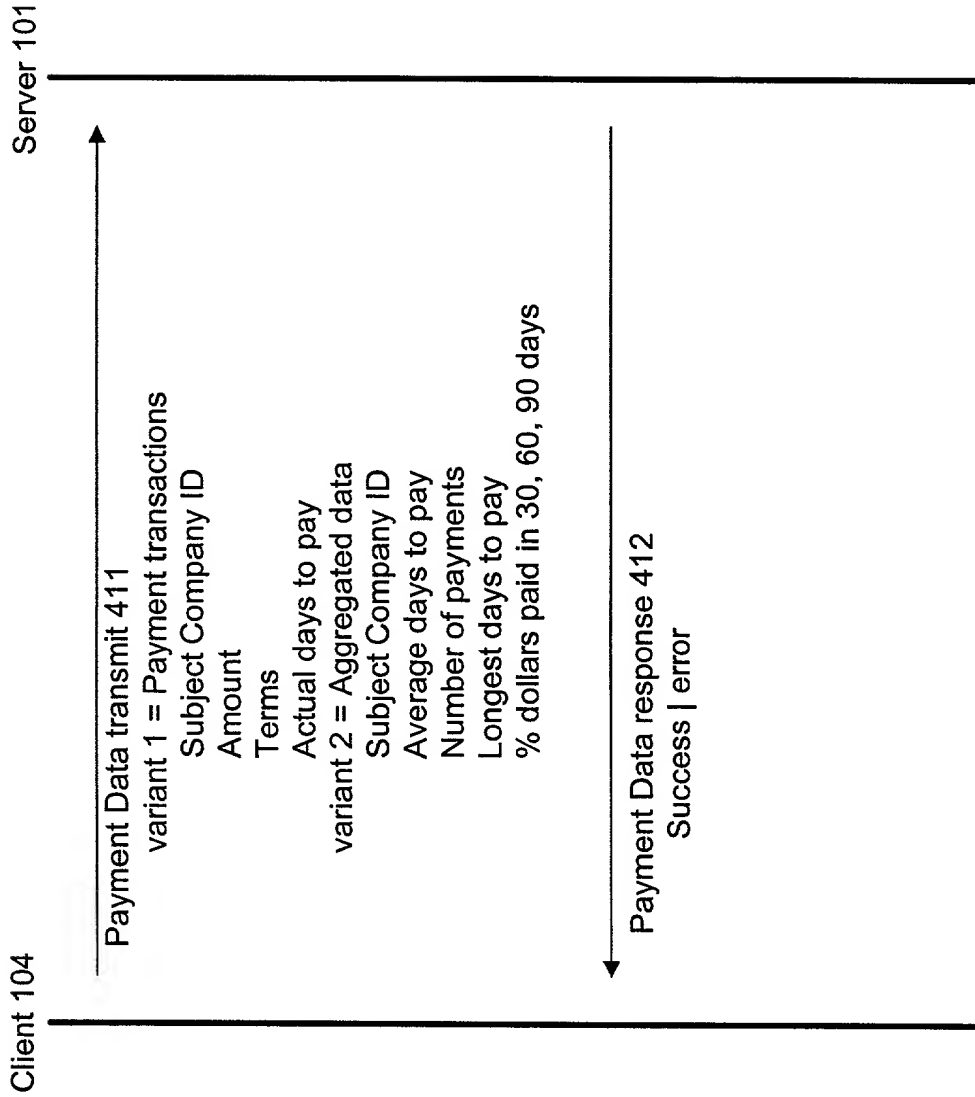 Client 104
Server 101
Payment Data transmit 411
variant 1 = Payment transactions
Subject Company ID
Amount
Terms
Actual days to pay
variant 2 = Aggregated data
Subject Company ID
Average days to pay
Number of payments
Longest days to pay
% dollars paid in 30, 60, 90 days
Payment Data response 412
Success | error